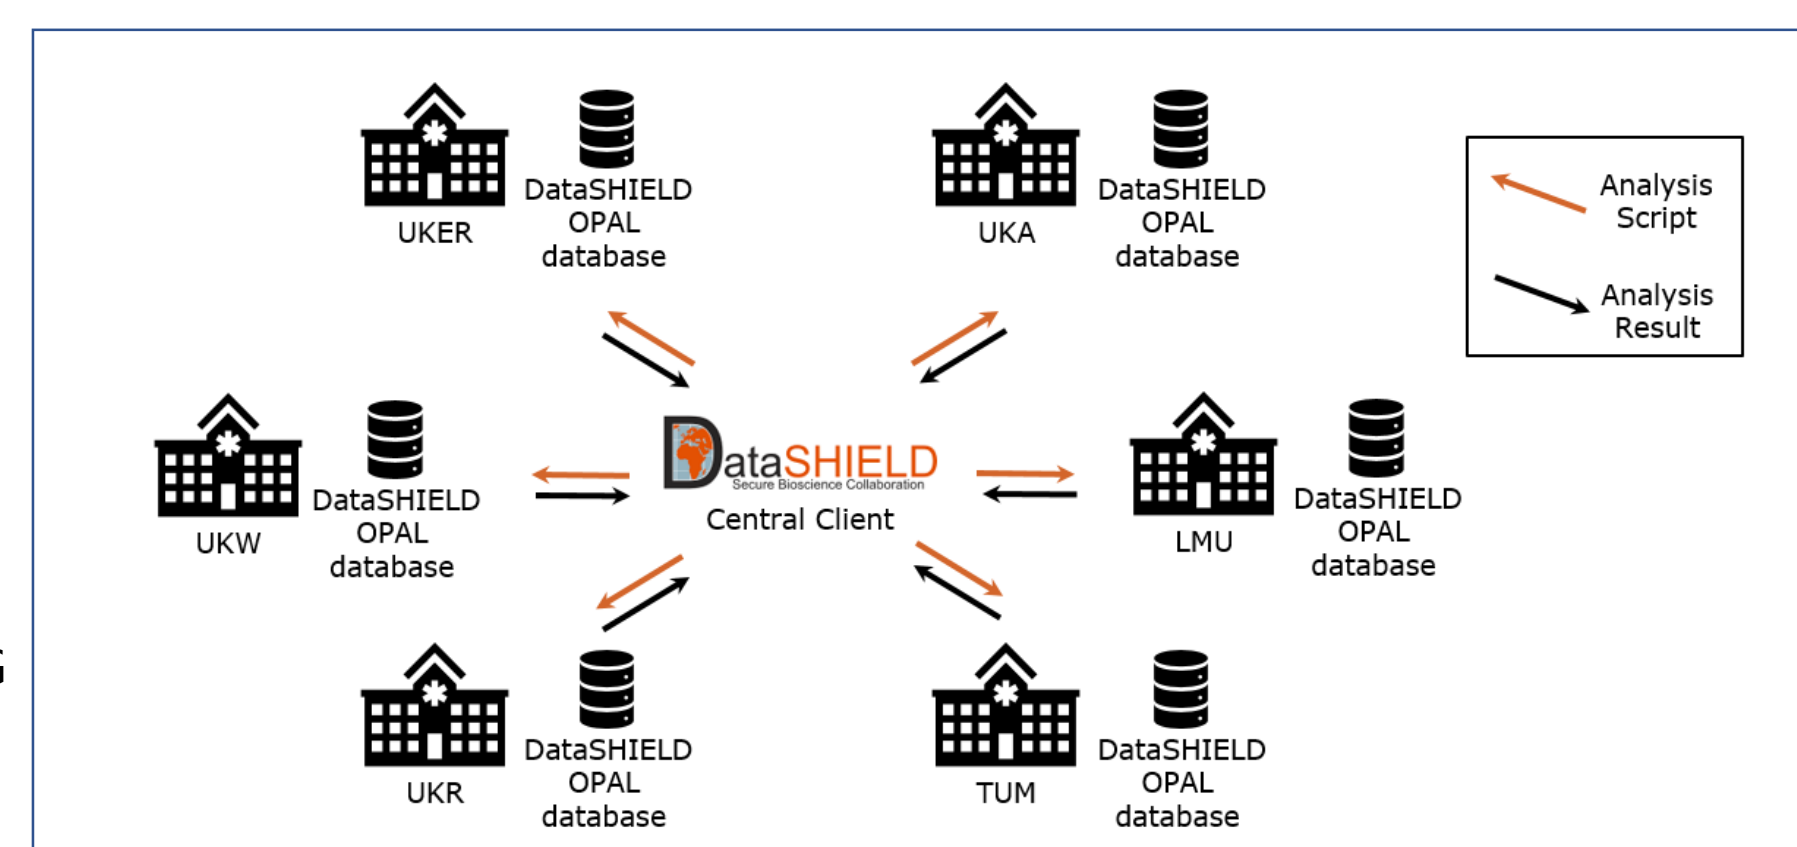 UKER
DataSHIELD
OPAL
database
UKA
DataSHIELD
OPAL
database
Analysis
Script
Analysis
Result
UKW
DataSHIELD
OPAL
database
DataSHIELD
Secure Bioscience Collaboration
Central Client
LMU
DataSHIELD
OPAL
database
UKR
DataSHIELD
OPAL
database
TUM
DataSHIELD
OPAL
database